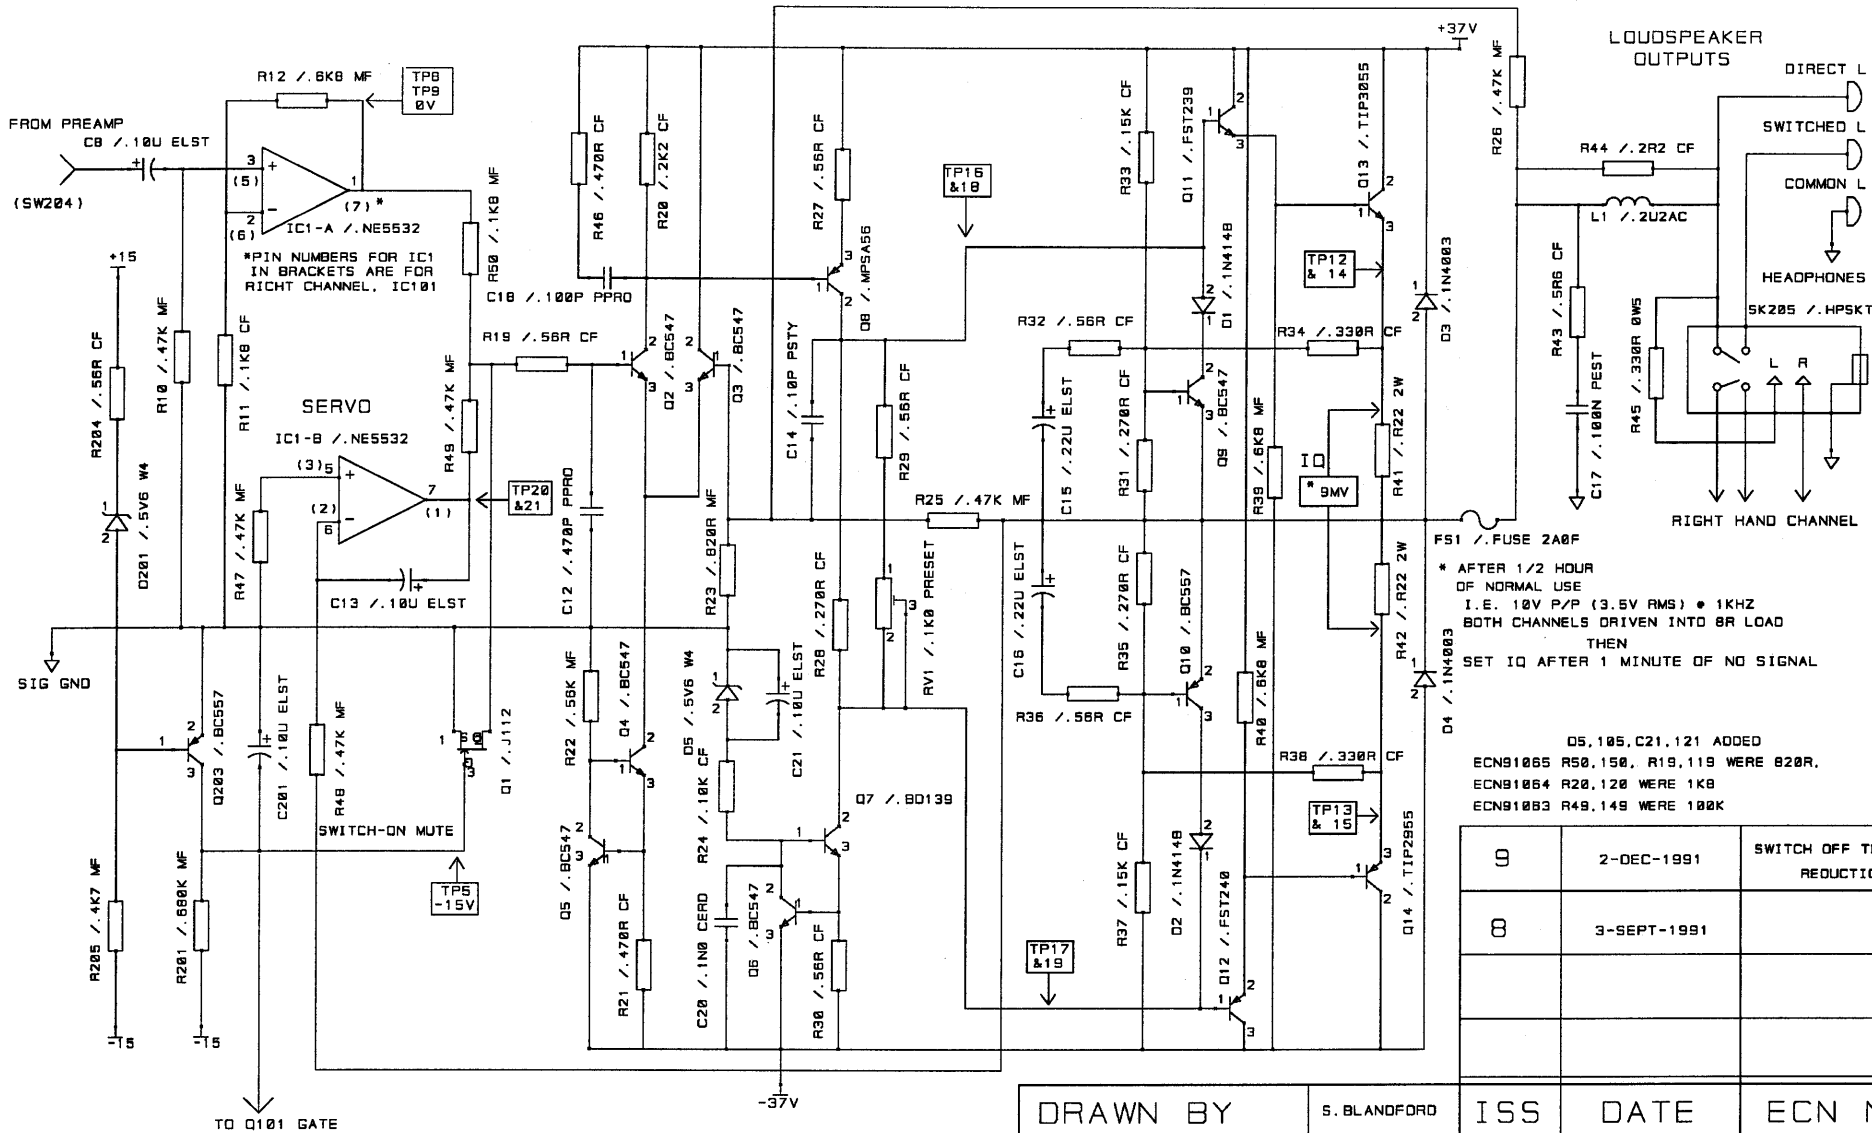 LOUDSPEAKER
OUTPUTS
+37V
DIRECT L
SWITCHED L
COMMON L
HEADPHONES
SK205 /.HPSKT
R12 /.6K8 MF
TP8
TP9
0V
FROM PREAMP
C8 /.10U ELST
(SW204)
3
(5)
2
(6)
1
(7) *
IC1-A /.NE5532
*PIN NUMBERS FOR IC1
IN BRACKETS ARE FOR
RIGHT CHANNEL, IC101
+15
R204 /.56R CF
R10 /.47K MF
R11 /.1K8 CF
R50 /.1K8 MF
R46 /.470R CF
R20 /.2K2 CF
R27 /.56R CF
C18 /.100P PPRO
Q8 /.MPSA56
TP16
&18
R33 /.15K CF
Q11 /.FST239
Q13 /.TIP3055
R26 /.47K MF
R44 /.2R2 CF
L1 /.2U2AC
TP12
& 14
D1 /.1N4148
D3 /.1N4003
R43 /.5R6 CF
C17 /.100N PEST
R45 /.330R 0W5
L R
RIGHT HAND CHANNEL
SERVO
IC1-B /.NE5532
(3) 5
(2)
6
7
(1)
TP20
&21
R19 /.56R CF
R49 /.47K MF
Q2 /.BC547
Q3 /.BC547
C14 /.10P PSTY
R29 /.56R CF
R32 /.56R CF
R34 /.330R CF
C15 /.22U ELST
R31 /.270R CF
Q9 /.BC547
R39 /.6K8 MF
IQ
* 9MV
R41 /.R22 2W
FS1 /.FUSE 2A0F
* AFTER 1/2 HOUR
OF NORMAL USE
I.E. 10V P/P (3.5V RMS) @ 1KHZ
BOTH CHANNELS DRIVEN INTO 8R LOAD
THEN
SET IQ AFTER 1 MINUTE OF NO SIGNAL
D201 /.5V6 W4
R47 /.47K MF
C13 /.10U ELST
C12 /.470P PPRO
R23 /.820R MF
R25 /.47K MF
R28 /.270R CF
RV1 /.1K0 PRESET
C16 /.22U ELST
R35 /.270R CF
Q10 /.BC557
R40 /.6K8 MF
R42 /.R22 2W
D4 /.1N4003
SIG GND
Q203 /.BC557
C201 /.10U ELST
R48 /.47K MF
Q1 /.J112
R22 /.56K MF
Q4 /.BC547
D5 /.5V6 W4
C21 /.10U ELST
R36 /.56R CF
R38 /.330R CF
SWITCH-ON MUTE
TP5
-15V
Q5 /.BC547
R24 /.10K CF
Q7 /.BD139
TP13
& 15
D5,105,C21,121 ADDED
ECN91065 R50,150, R19,119 WERE 820R.
ECN91064 R20,120 WERE 1K8
ECN91063 R49,149 WERE 100K
R205 /.4K7 MF
R201 /.680K MF
R21 /.470R CF
C20 /.1N0 CERD
Q6 /.BC547
R30 /.56R CF
TP17
&19
R37 /.15K CF
D2 /.1N4148
Q12 /.FST240
Q14 /.TIP2955
-15
-15
-37V
TO Q101 GATE
9 2-DEC-1991 SWITCH OFF T
REDUCTIO
8 3-SEPT-1991
DRAWN BY S.BLANDFORD ISS DATE ECN N